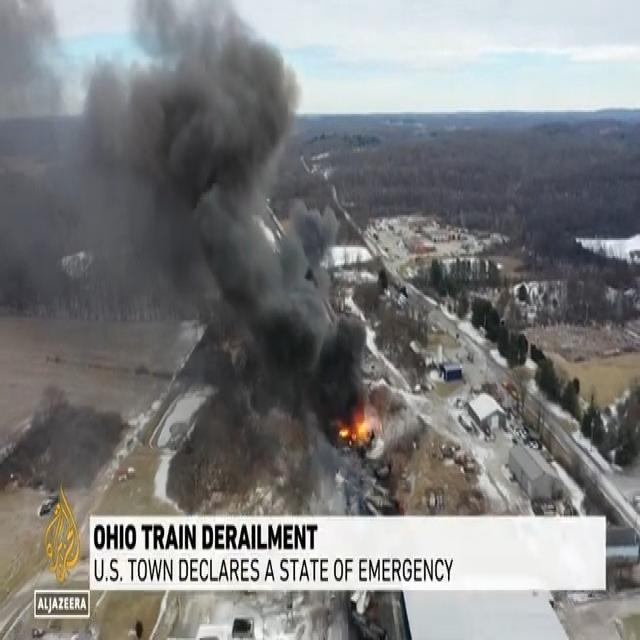 OHIO TRAIN DERAILMENT
U.S. TOWN DECLARES A STATE OF EMERGENCY
ALJAZEERA